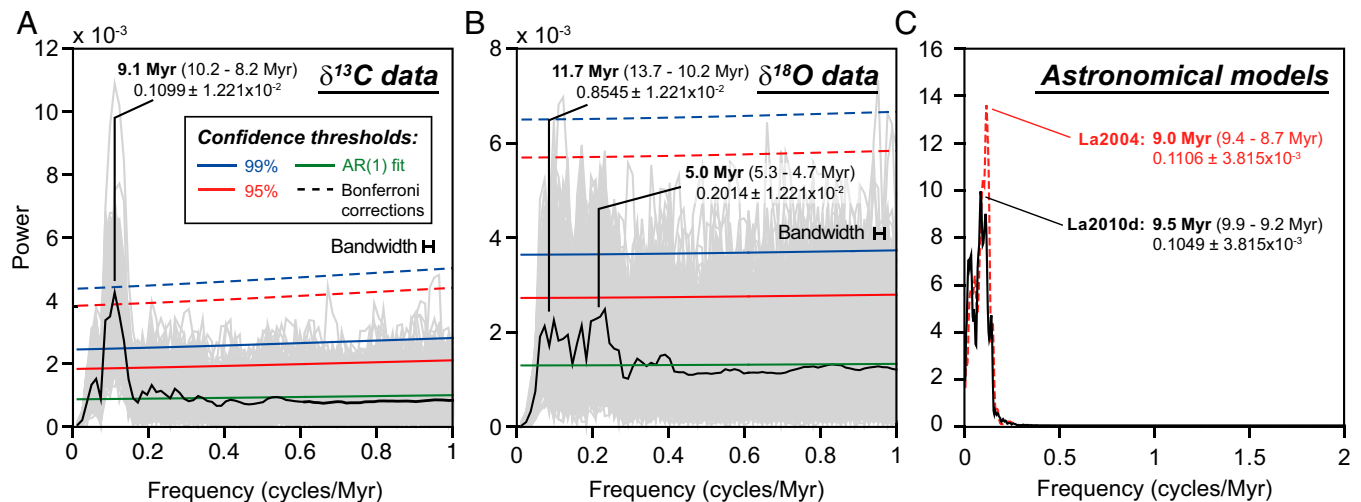 A
x 10⁻³
12
10
8
6
4
2
0
Power
9.1 Myr (10.2 - 8.2 Myr)
0.1099 ± 1.221x10⁻²
δ¹³C data
Confidence thresholds:
99%
AR(1) fit
95%
Bonferroni
corrections
Bandwidth
0
0.2
0.4
0.6
0.8
1
Frequency (cycles/Myr)
B
x 10⁻³
8
6
4
2
0
11.7 Myr (13.7 - 10.2 Myr)
0.8545 ± 1.221x10⁻²
δ¹⁸O data
5.0 Myr (5.3 - 4.7 Myr)
0.2014 ± 1.221x10⁻²
Bandwidth
0
0.2
0.4
0.6
0.8
1
Frequency (cycles/Myr)
C
16
14
12
10
8
6
4
2
0
Astronomical models
La2004: 9.0 Myr (9.4 - 8.7 Myr)
0.1106 ± 3.815x10⁻³
La2010d: 9.5 Myr (9.9 - 9.2 Myr)
0.1049 ± 3.815x10⁻³
0
1
2
Frequency (cycles/Myr)